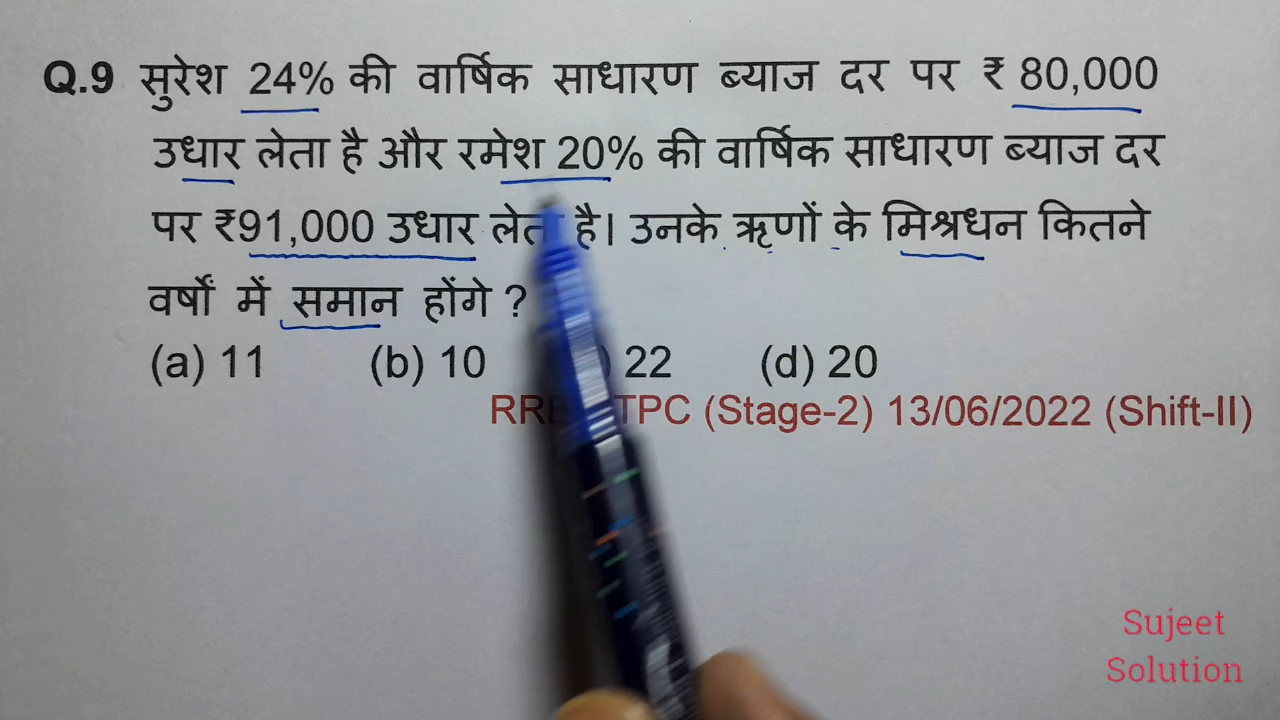 Q.9 सुरेश 24% की वार्षिक साधारण ब्याज दर पर ₹ 80,000
उधार लेता है और रमेश 20% की वार्षिक साधारण ब्याज दर
पर ₹91,000 उधार है। उनके ऋणों के मिश्रधन कितने
वर्षों में समान होंगे ?
(a) 11 (b) 10 22 (d) 20
(Stage-2) 13/06/2022 (Shift-II)
Sujeet
Solution